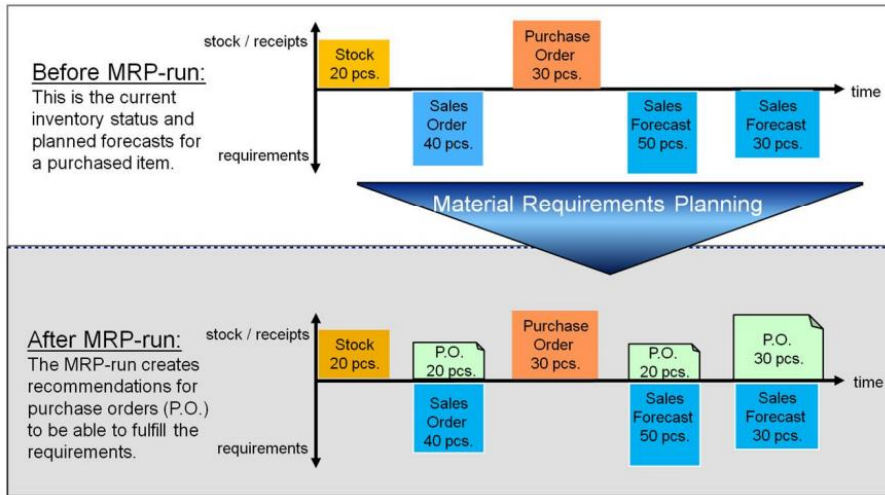 stock / receipts
Before MRP-run:
This is the current
inventory status and
planned forecasts for
a purchased item.
requirements
Stock
20 pcs.
Sales
Order
40 pcs.
Purchase
Order
30 pcs.
Sales
Forecast
50 pcs.
Sales
Forecast
30 pcs.
time
Material Requirements Planning
stock / receipts
After MRP-run:
The MRP-run creates
recommendations for
purchase orders (P.O.)
to be able to fulfill the
requirements.
requirements
Stock
20 pcs.
P.O.
20 pcs.
Sales
Order
40 pcs.
Purchase
Order
30 pcs.
P.O.
20 pcs.
Sales
Forecast
50 pcs.
P.O.
30 pcs.
Sales
Forecast
30 pcs.
time